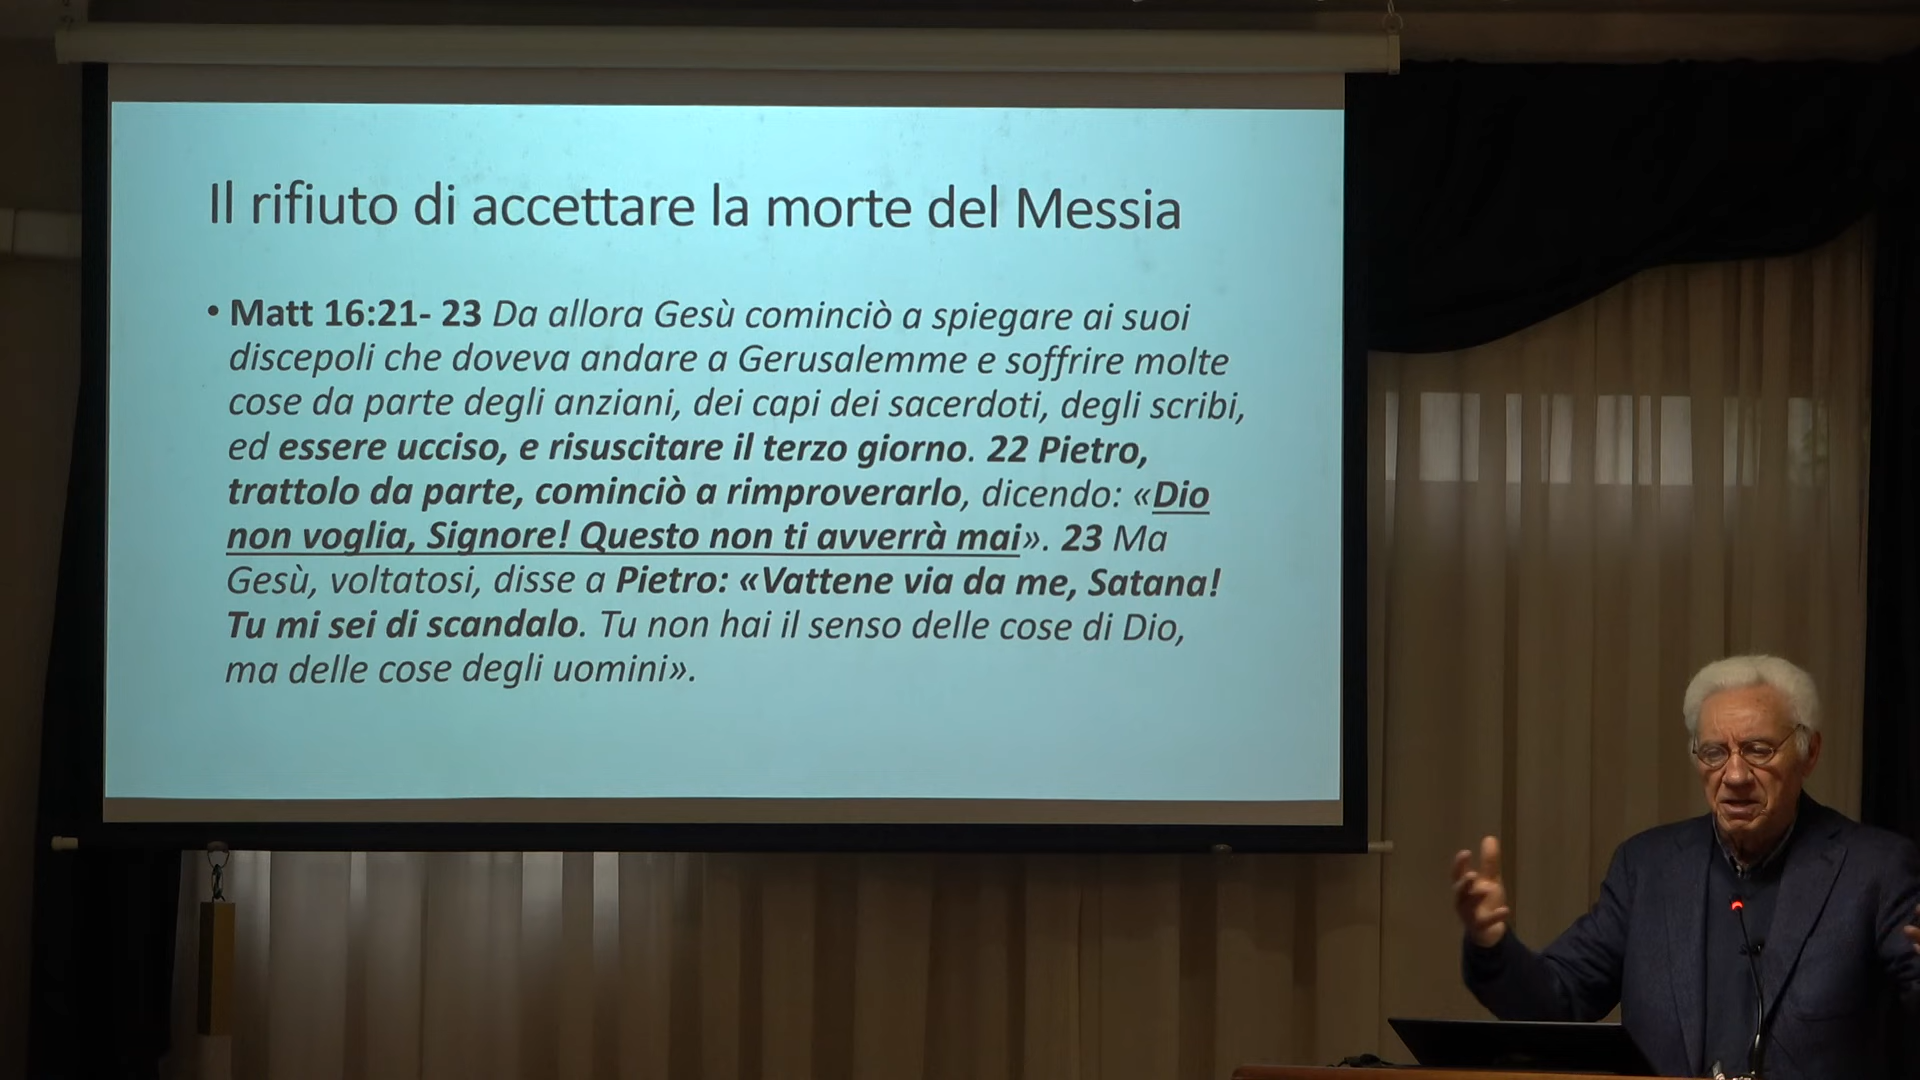 Il rifiuto di accettare la morte del Messia
• Matt 16:21- 23 Da allora Gesù cominciò a spiegare ai suoi
discepoli che doveva andare a Gerusalemme e soffrire molte
cose da parte degli anziani, dei capi dei sacerdoti, degli scribi,
ed essere ucciso, e risuscitare il terzo giorno. 22 Pietro,
trattolo da parte, cominciò a rimproverarlo, dicendo: «Dio
non voglia, Signore! Questo non ti avverrà mai». 23 Ma
Gesù, voltatosi, disse a Pietro: «Vattene via da me, Satana!
Tu mi sei di scandalo. Tu non hai il senso delle cose di Dio,
ma delle cose degli uomini».